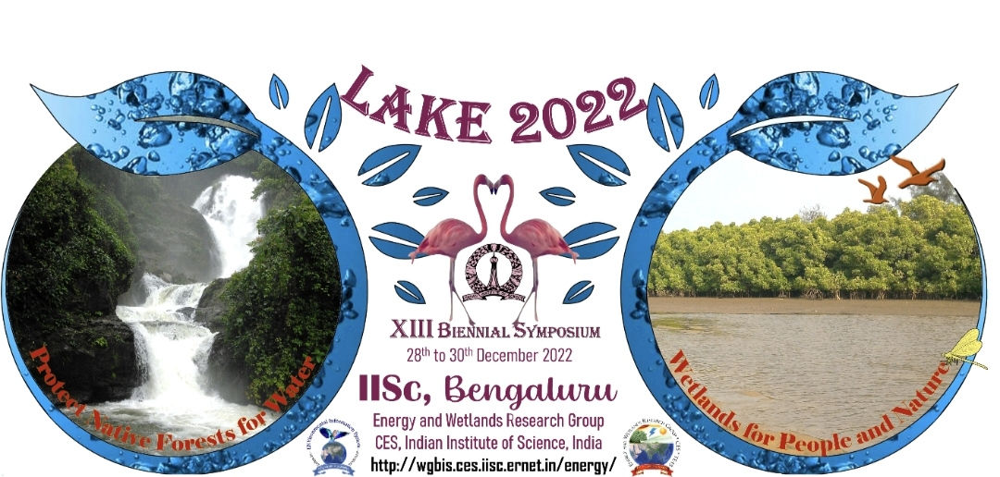 LAKE 2022
XIII BIENNIAL SYMPOSIUM
28th to 30th December 2022
IISc, Bengaluru
Energy and Wetlands Research Group
CES, Indian Institute of Science, India
http://wgbis.ces.iisc.ernet.in/energy/
Protect Native Forests for Water
Wetlands for People and Nature